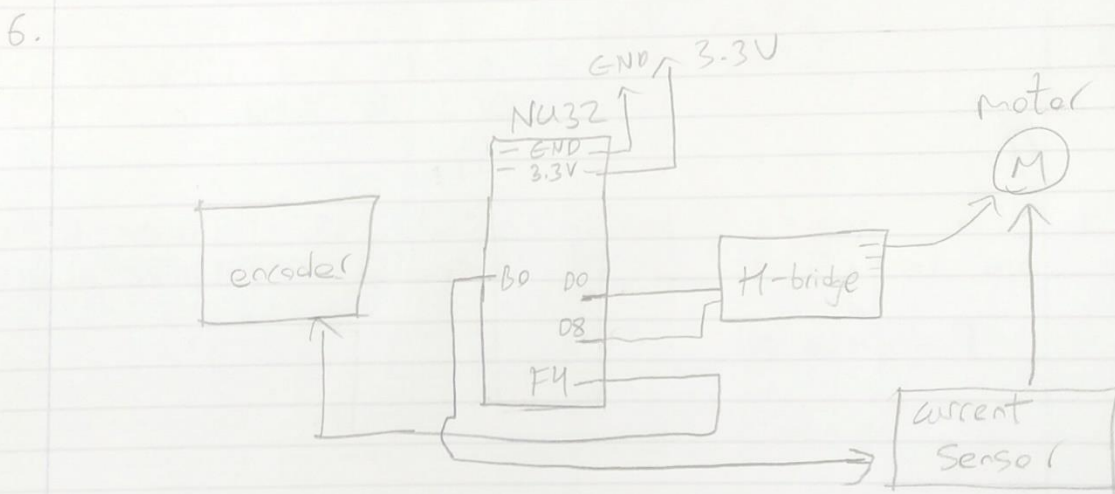 6.
GND 3.3V
NU32
motor
GND
3.3V
M
encoder
B0 D0
H-bridge
D8
F4
current
sensor